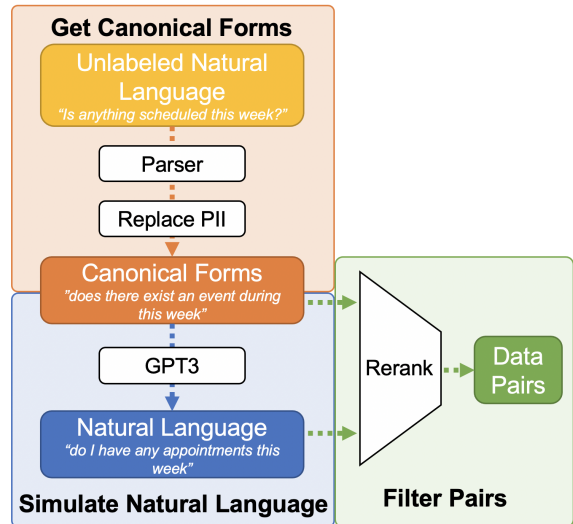 Get Canonical Forms
Unlabeled Natural
Language
“Is anything scheduled this week?”
Parser
Replace PII
Canonical Forms
"does there exist an event during
this week”
GPT3
Natural Language
“do I have any appointments this
week”
Simulate Natural Language
Rerank
Data
Pairs
Filter Pairs